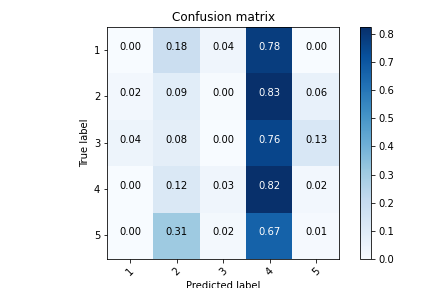 Confusion matrix
True label
1 0.00 0.18 0.04 0.78 0.00
2 0.02 0.09 0.00 0.83 0.06
3 0.04 0.08 0.00 0.76 0.13
4 0.00 0.12 0.03 0.82 0.02
5 0.00 0.31 0.02 0.67 0.01
1 2 3 4 5
Predicted label
0.8
0.7
0.6
0.5
0.4
0.3
0.2
0.1
0.0